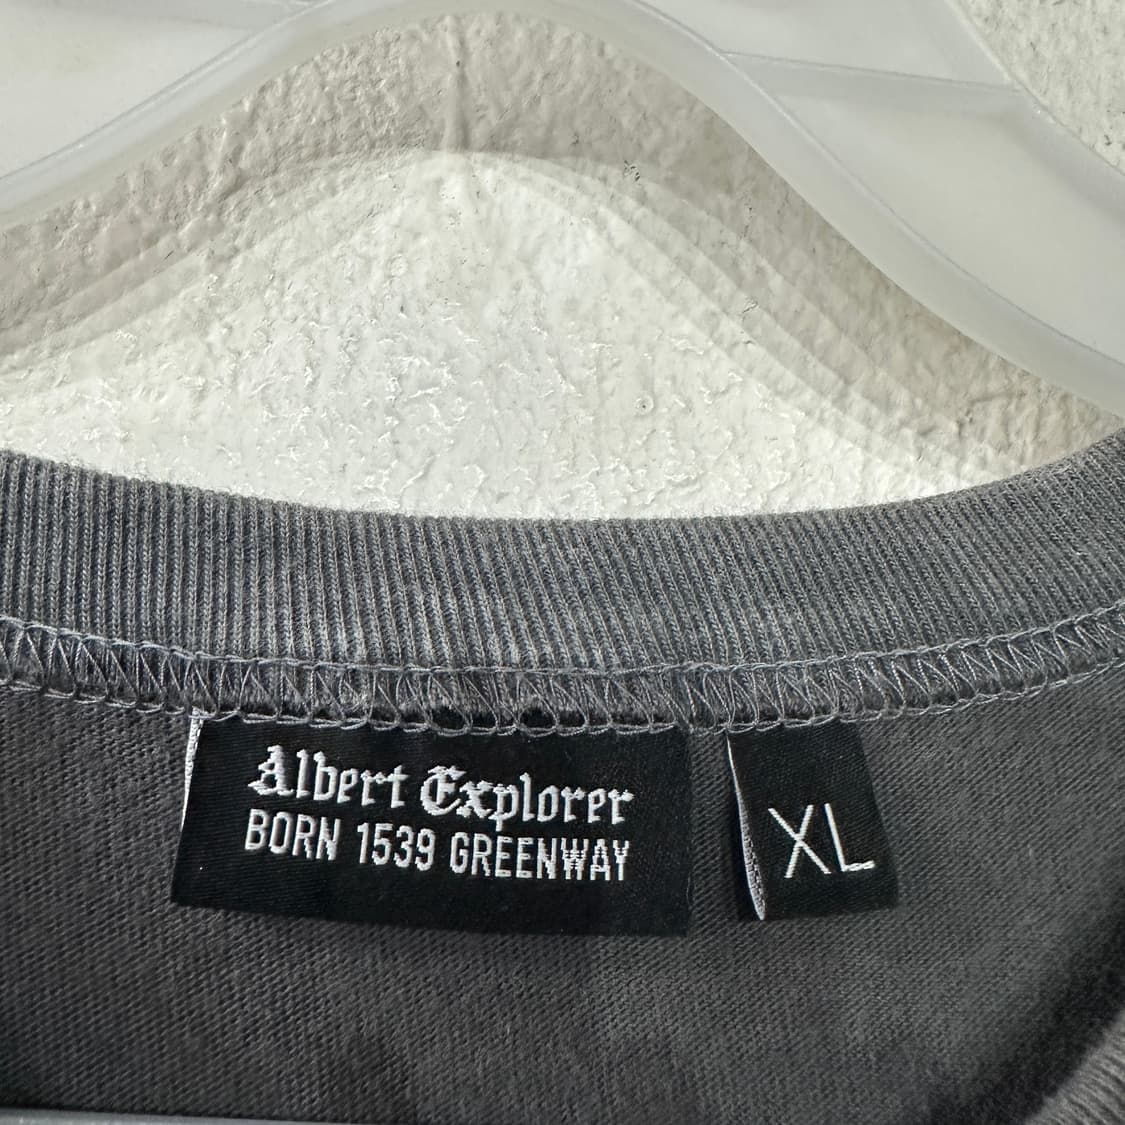 Albert Explorer
BORN 1539 GREENWAY
XL